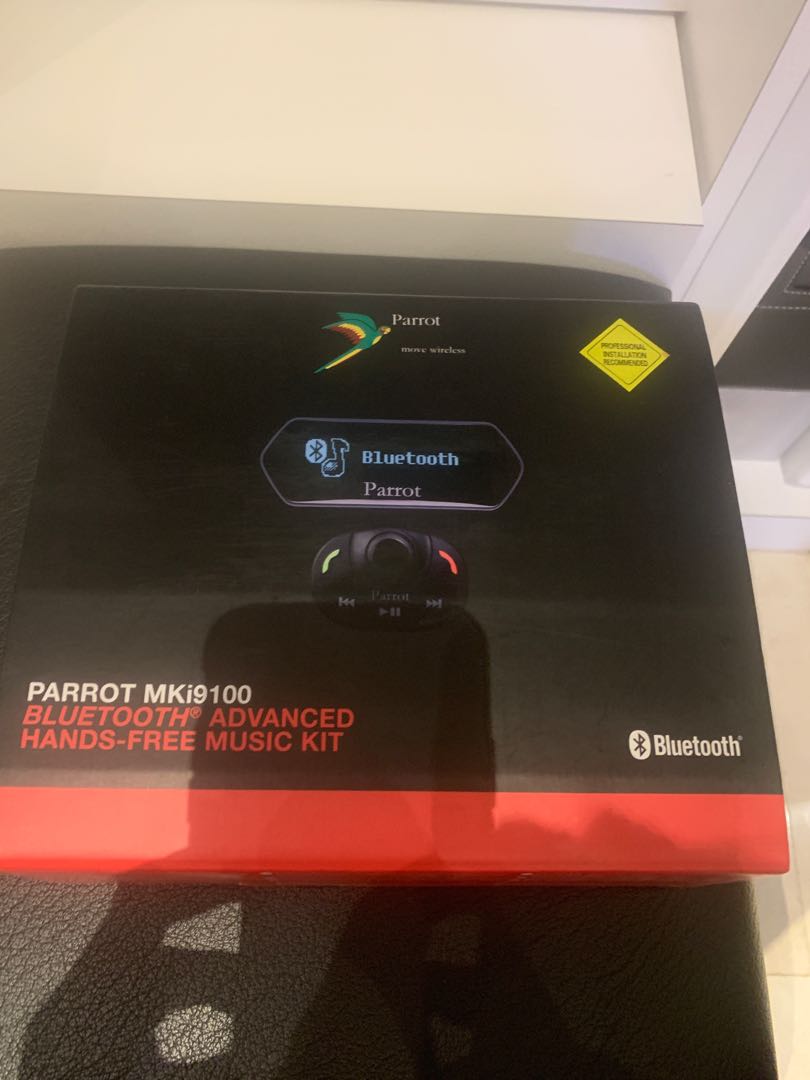 Parrot
move wireless
PROFESSIONAL
INSTALLATION
RECOMMENDED
Bluetooth
Parrot
Parrot
PARROT MKi9100
BLUETOOTH® ADVANCED
HANDS-FREE MUSIC KIT
Bluetooth®